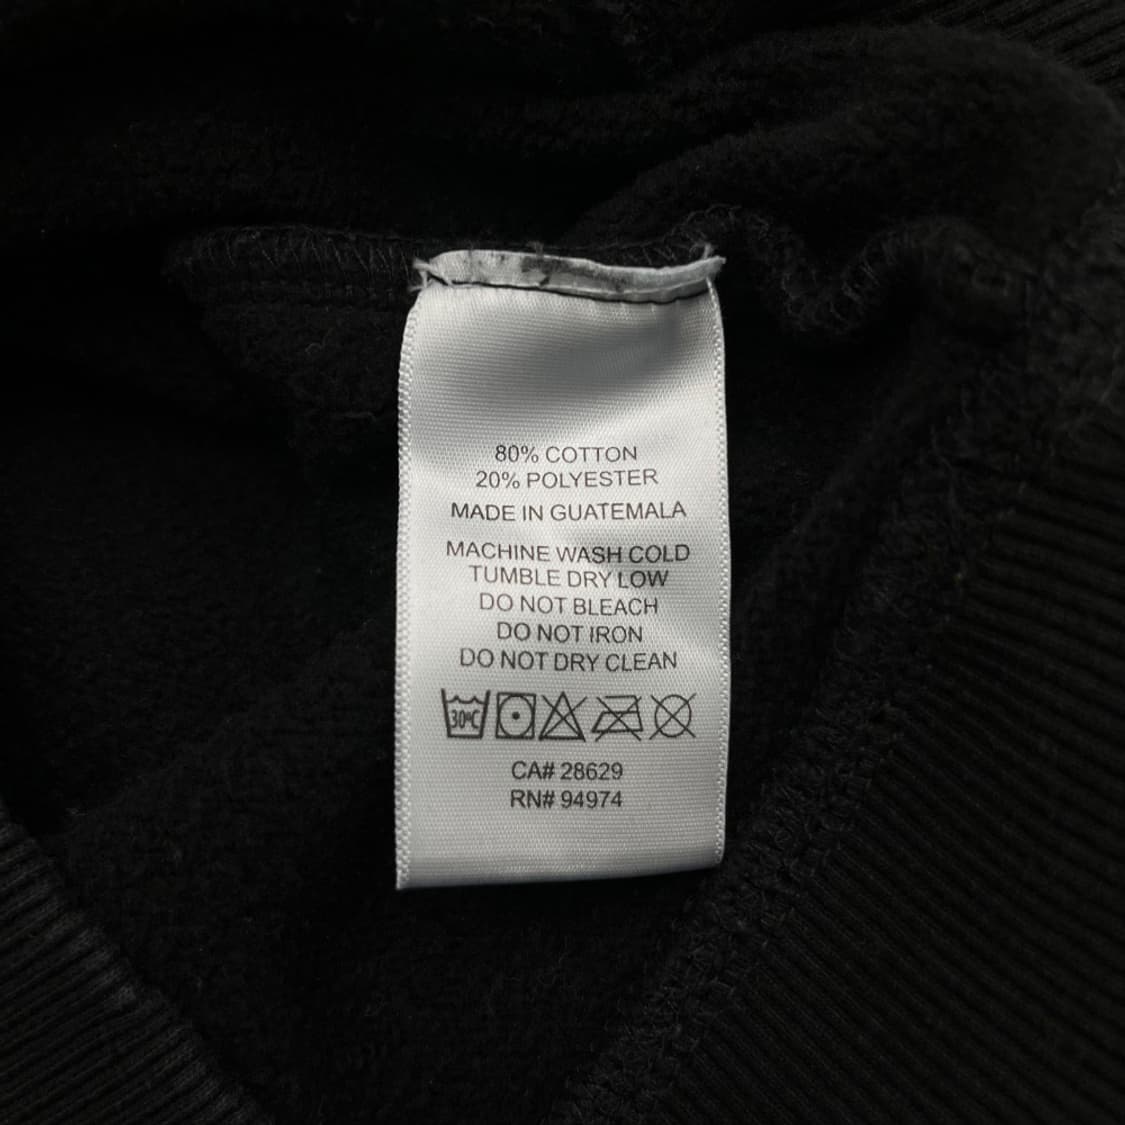 80% COTTON
20% POLYESTER
MADE IN GUATEMALA
MACHINE WASH COLD
TUMBLE DRY LOW
DO NOT BLEACH
DO NOT IRON
DO NOT DRY CLEAN
30°C
CA# 28629
RN# 94974